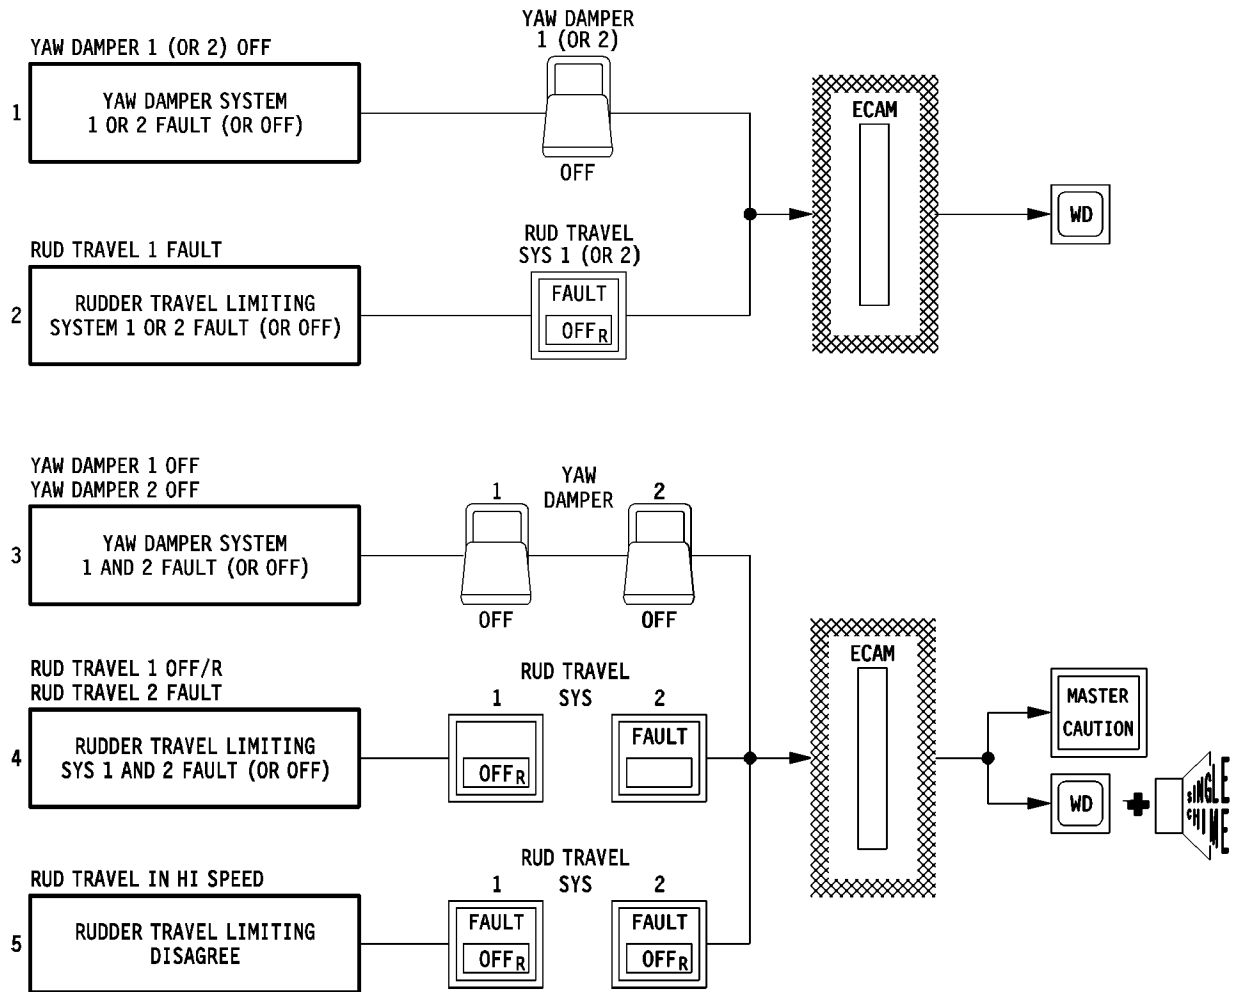 YAW DAMPER 1 (OR 2) OFF
1
YAW DAMPER SYSTEM
1 OR 2 FAULT (OR OFF)
YAW DAMPER
1 (OR 2)
OFF
ECAM
WD
RUD TRAVEL 1 FAULT
2
RUDDER TRAVEL LIMITING
SYSTEM 1 OR 2 FAULT (OR OFF)
RUD TRAVEL
SYS 1 (OR 2)
FAULT
OFFR
YAW DAMPER 1 OFF
YAW DAMPER 2 OFF
3
YAW DAMPER SYSTEM
1 AND 2 FAULT (OR OFF)
YAW
DAMPER
1
2
OFF
OFF
RUD TRAVEL 1 OFF/R
RUD TRAVEL 2 FAULT
4
RUDDER TRAVEL LIMITING
SYS 1 AND 2 FAULT (OR OFF)
RUD TRAVEL
1 SYS 2
OFFR
FAULT
ECAM
MASTER
CAUTION
WD
SINGLE
CHIME
RUD TRAVEL IN HI SPEED
5
RUDDER TRAVEL LIMITING
DISAGREE
RUD TRAVEL
1 SYS 2
FAULT
OFFR
FAULT
OFFR